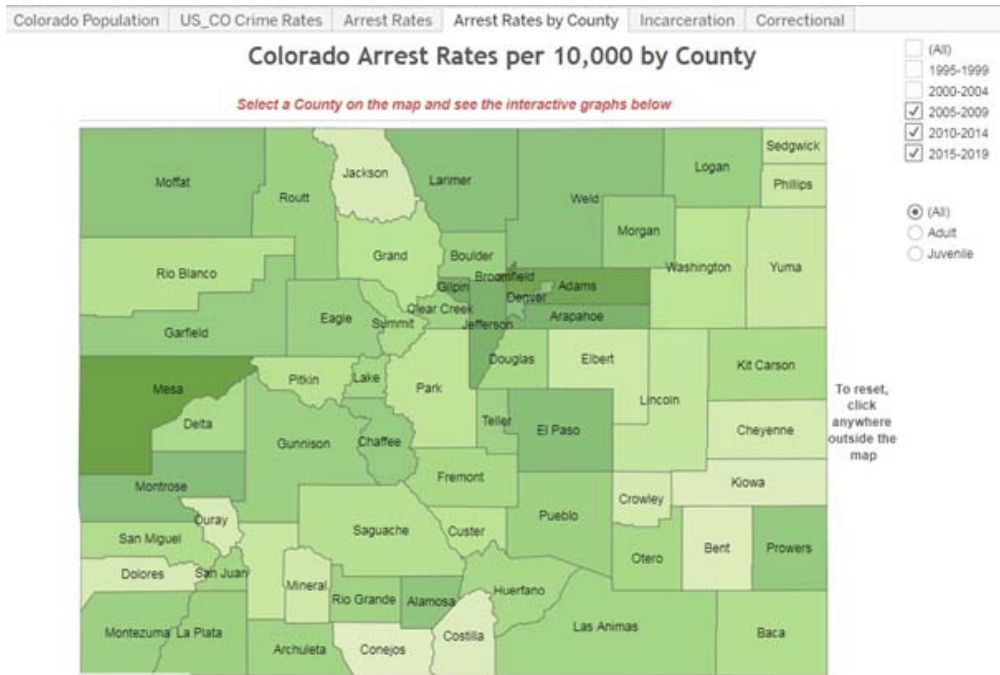 Colorado Population US_CO Crime Rates Arrest Rates Arrest Rates by County Incarceration Correctional
Colorado Arrest Rates per 10,000 by County
Select a County on the map and see the interactive graphs below
(All)
1995-1999
2000-2004
2005-2009
2010-2014
2015-2019
(All)
Adult
Juvenile
Sedgwick
Jackson
Logan
Moffat
Larimer
Phillips
Routt
Weld
Morgan
Grand
Boulder
Washington
Yuma
Rio Blanco
Broomfield
Gilpin
Adams
Denver
Clear Creek
Arapahoe
Eagle
Summit
Jefferson
Garfield
Douglas
Elbert
Kit Carson
Pitkin
Lake
Mesa
Park
Lincoln
To reset,
click
anywhere
outside the
map
Delta
Teller
El Paso
Cheyenne
Gunnison
Chaffee
Fremont
Kiowa
Montrose
Crowley
Pueblo
Ouray
Saguache
Custer
San Miguel
Otero
Bent
Prowers
Dolores
San Juan
Mineral
Rio Grande
Alamosa
Huerfano
Montezuma
La Plata
Las Animas
Baca
Costilla
Archuleta
Conejos